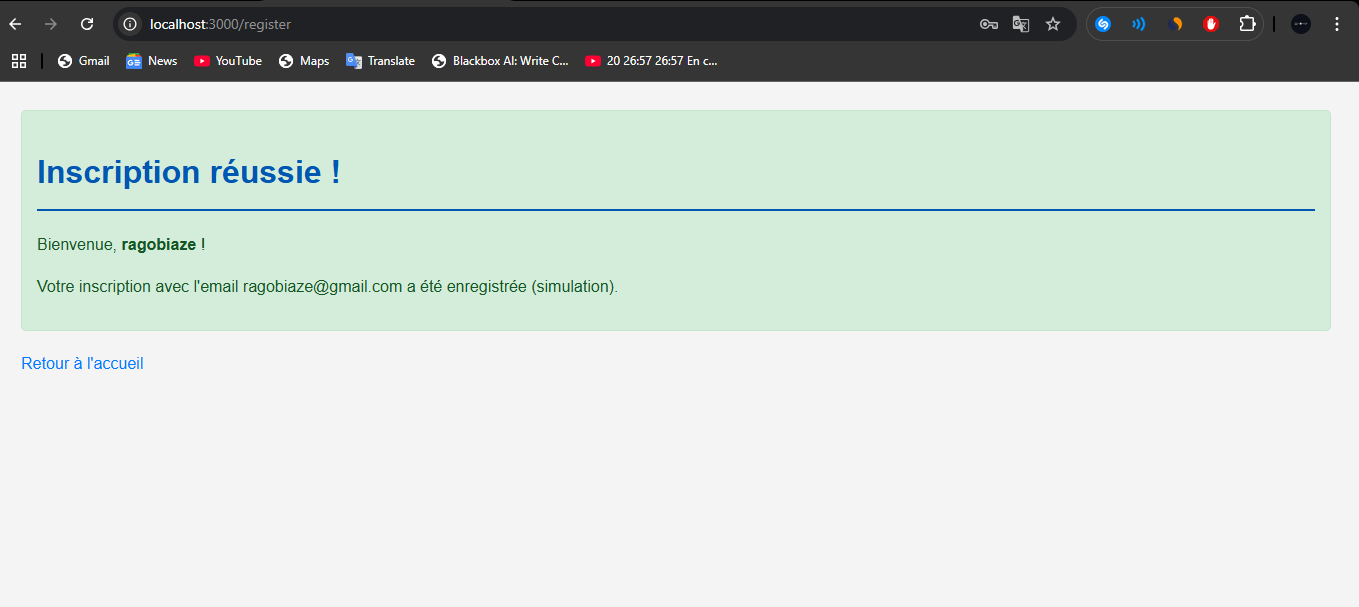 localhost:3000/register
Gmail News YouTube Maps Translate Blackbox AI: Write C... 20 26:57 26:57 En c...
Inscription réussie !
Bienvenue, ragobiaze !
Votre inscription avec l'email ragobiaze@gmail.com a été enregistrée (simulation).
Retour à l'accueil